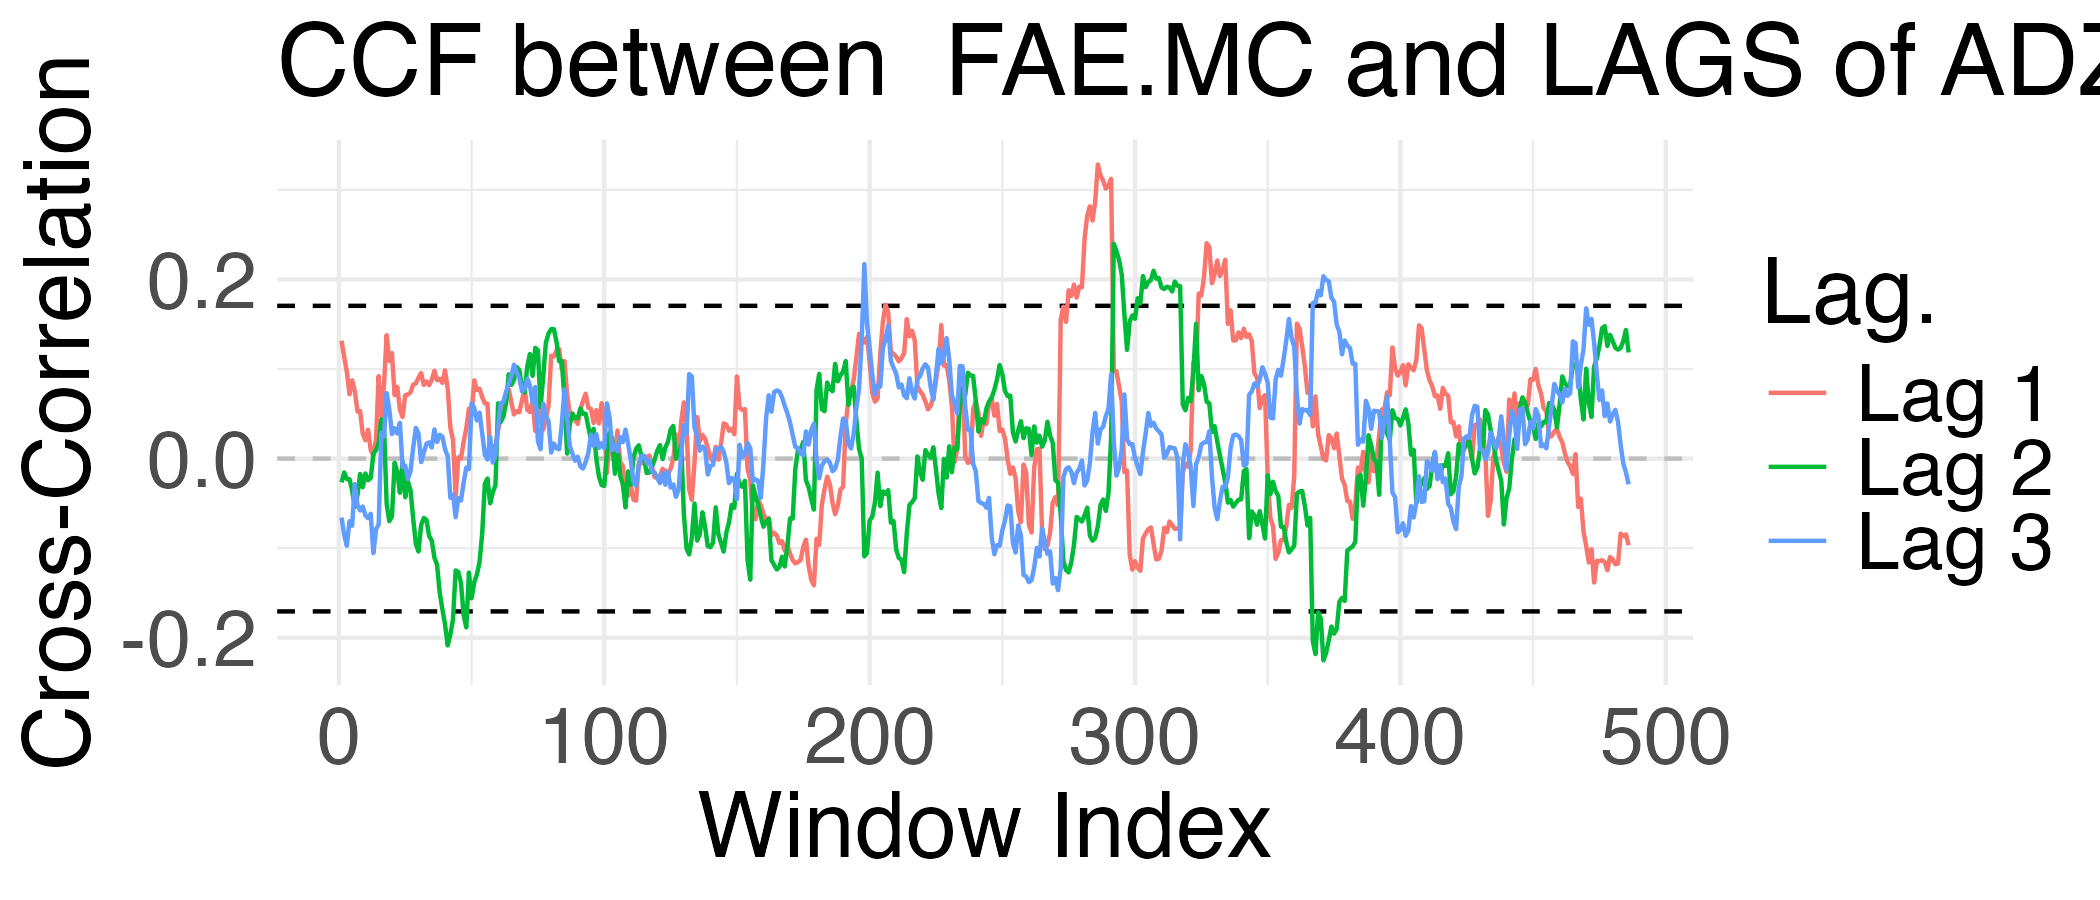 CCF between  FAE.MC and LAGS of ADZ
Cross-Correlation
0.2
0.0
-0.2
0
100
200
300
400
500
Window Index
Lag.
Lag 1
Lag 2
Lag 3